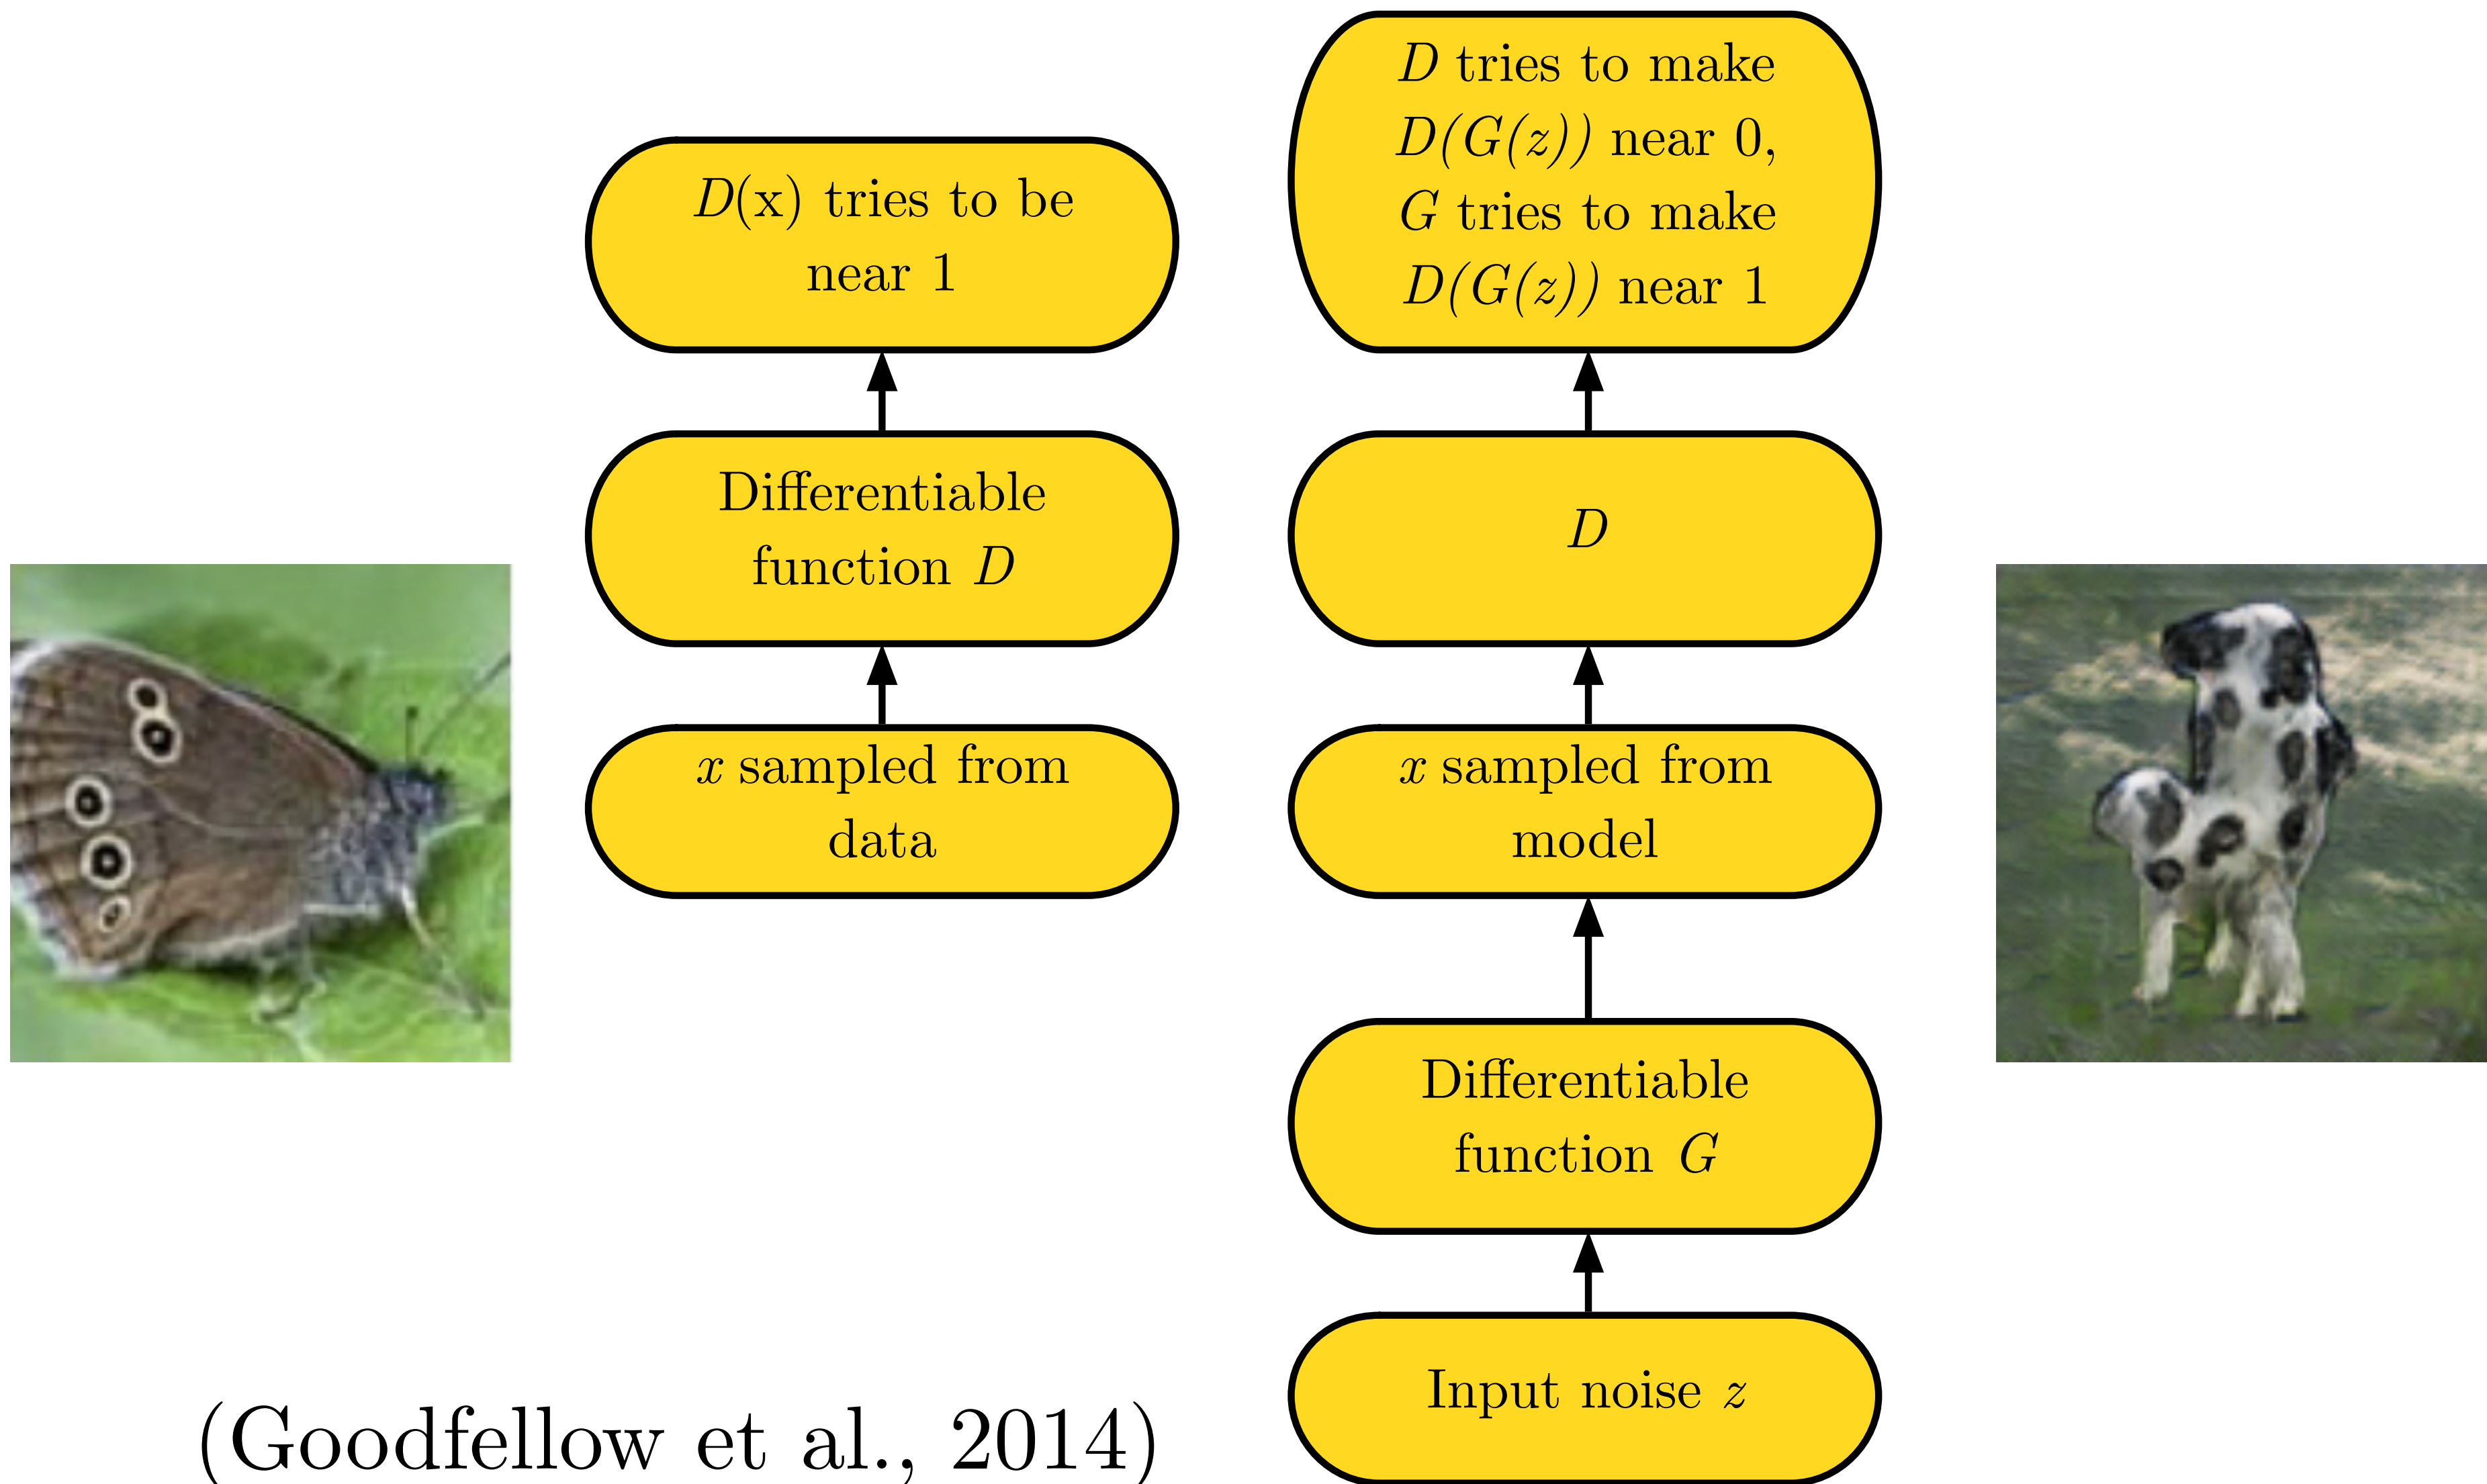 D(x) tries to be
near 1
Differentiable
function D
x sampled from
data
D tries to make
D(G(z)) near 0,
G tries to make
D(G(z)) near 1
D
x sampled from
model
Differentiable
function G
Input noise z
(Goodfellow et al., 2014)